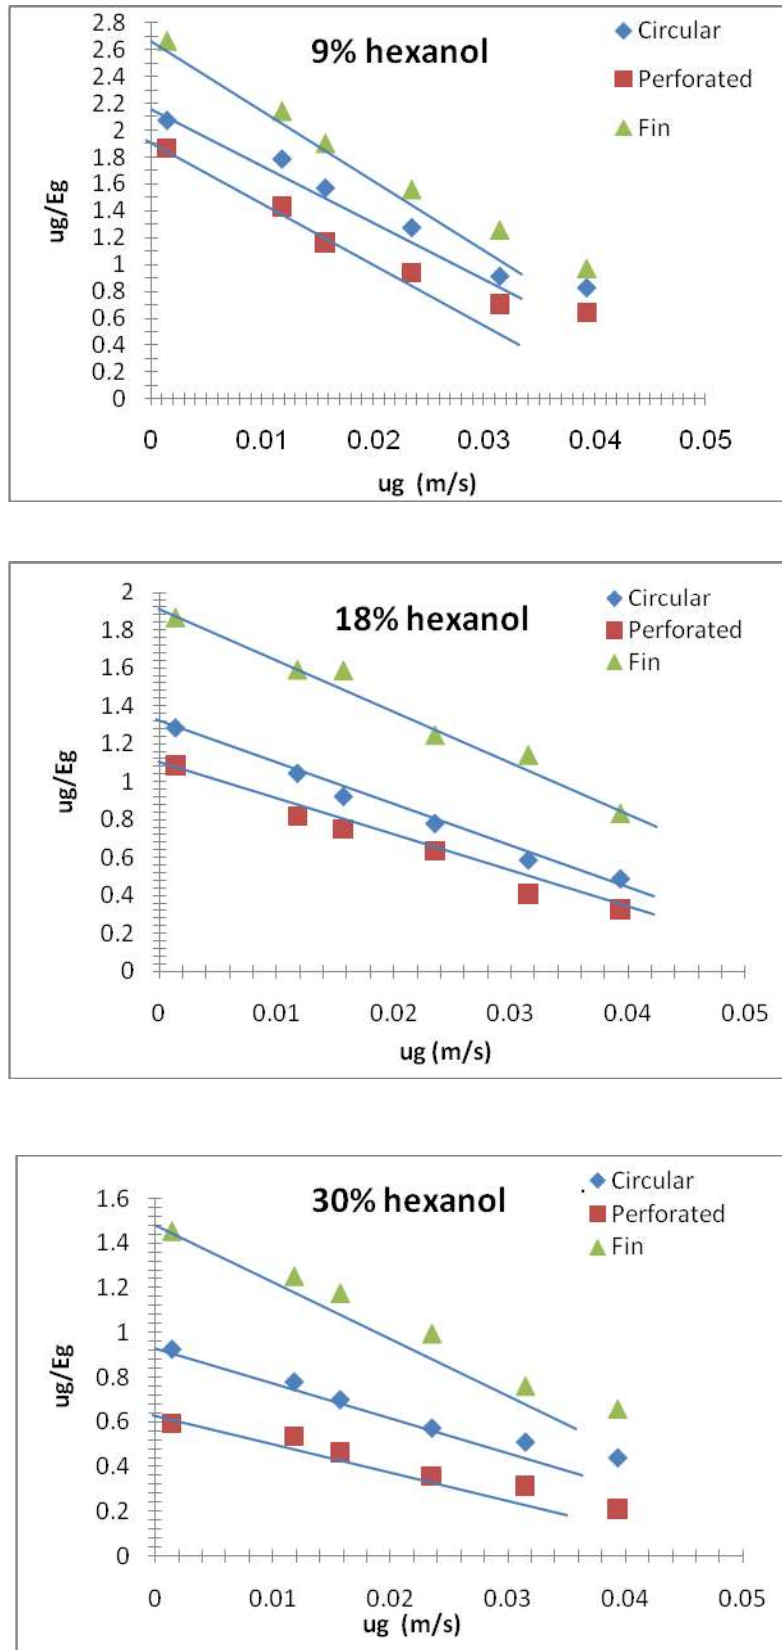 9% hexanol
Circular
Perforated
Fin
ug/Eg
2.8
2.6
2.4
2.2
2
1.8
1.6
1.4
1.2
1
0.8
0.6
0.4
0.2
0
0 0.01 0.02 0.03 0.04 0.05
ug (m/s)
18% hexanol
Circular
Perforated
Fin
ug/Eg
2
1.8
1.6
1.4
1.2
1
0.8
0.6
0.4
0.2
0
0 0.01 0.02 0.03 0.04 0.05
ug (m/s)
30% hexanol
. Circular
Perforated
Fin
ug/Eg
1.6
1.4
1.2
1
0.8
0.6
0.4
0.2
0
0 0.01 0.02 0.03 0.04 0.05
ug (m/s)